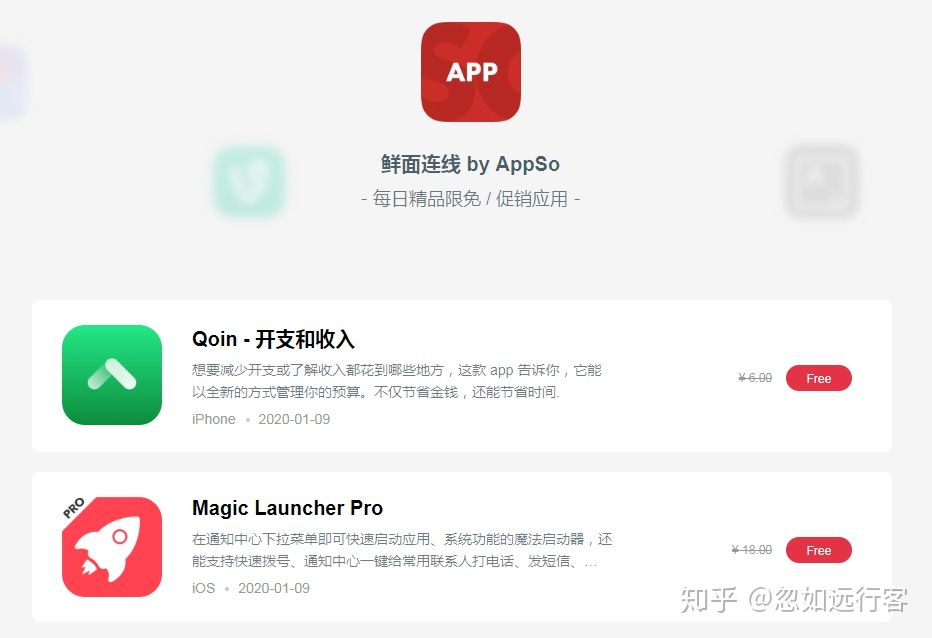 APP
鲜面连线 by AppSo
- 每日精品限免 / 促销应用 -
Qoin - 开支和收入
想要减少开支或了解收入都花到哪些地方，这款 app 告诉你，它能
以全新的方式管理你的预算。不仅节省金钱，还能节省时间.
iPhone • 2020-01-09
¥ 6.00 Free
PRO
Magic Launcher Pro
在通知中心下拉菜单即可快速启动应用、系统功能的魔法启动器，还
能支持快速拨号、通知中心一键给常用联系人打电话、发短信、…
iOS • 2020-01-09
¥ 18.00 Free
知乎 @忽如远行客